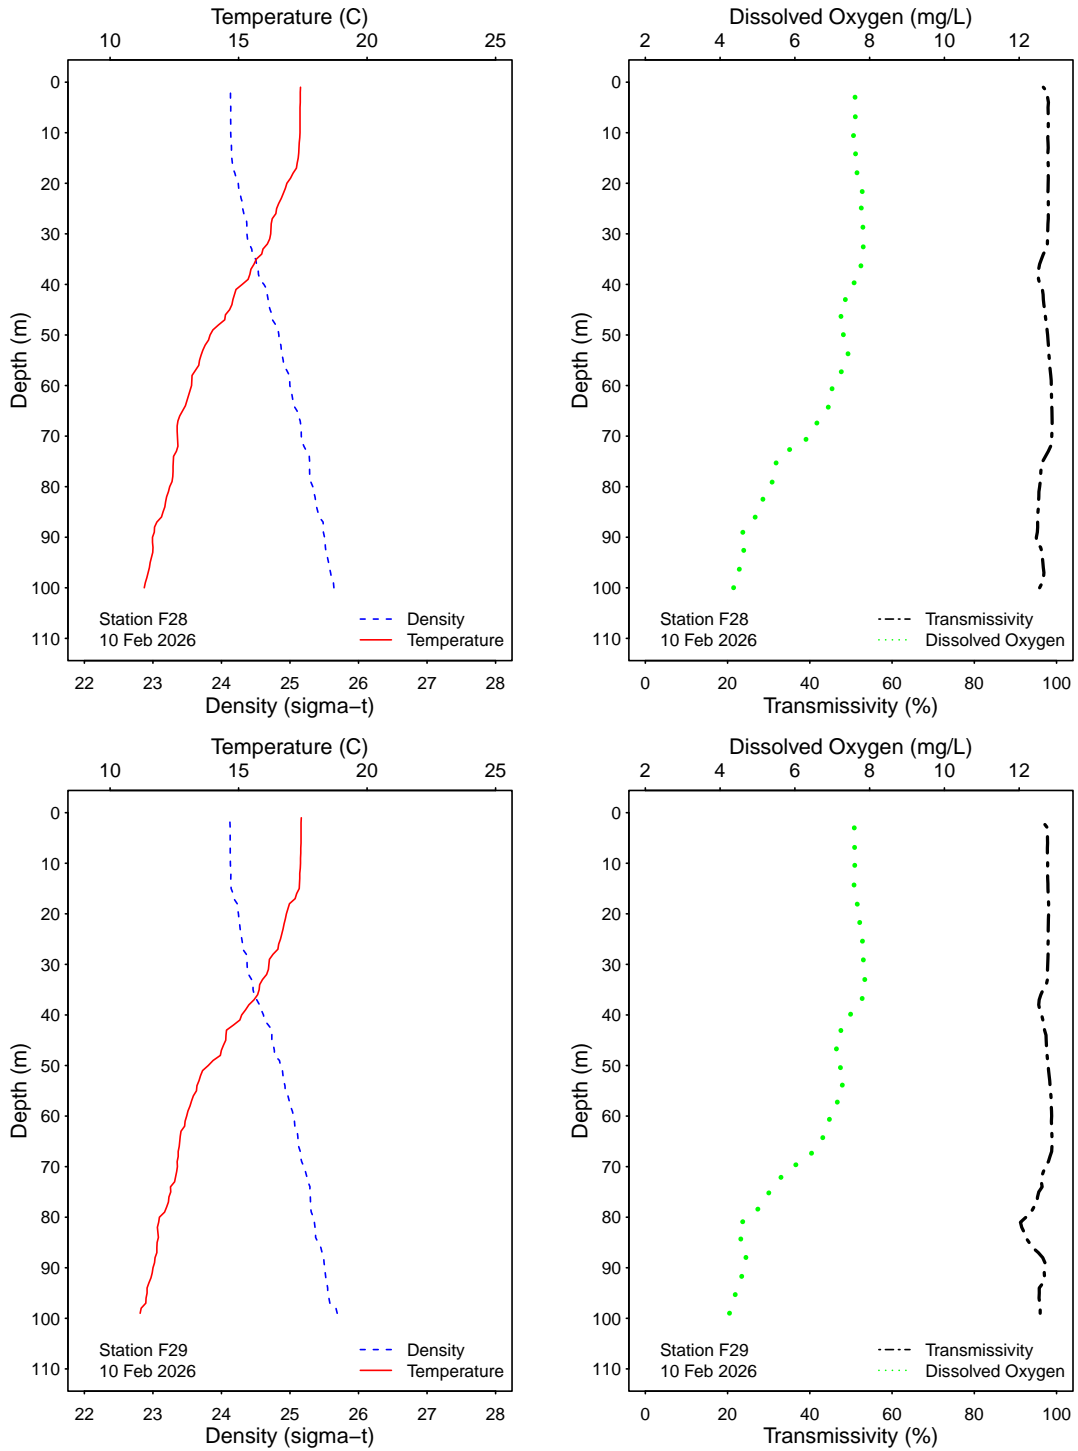 Temperature (C)
10 15 20 25
0
10
20
30
40
50
60
70
80
90
100
110
Depth (m)
Station F28
10 Feb 2026
Density
Temperature
22 23 24 25 26 27 28
Density (sigma−t)
Dissolved Oxygen (mg/L)
2 4 6 8 10 12
0
10
20
30
40
50
60
70
80
90
100
110
Depth (m)
Station F28
10 Feb 2026
Transmissivity
Dissolved Oxygen
0 20 40 60 80 100
Transmissivity (%)
Temperature (C)
10 15 20 25
0
10
20
30
40
50
60
70
80
90
100
110
Depth (m)
Station F29
10 Feb 2026
Density
Temperature
22 23 24 25 26 27 28
Density (sigma−t)
Dissolved Oxygen (mg/L)
2 4 6 8 10 12
0
10
20
30
40
50
60
70
80
90
100
110
Depth (m)
Station F29
10 Feb 2026
Transmissivity
Dissolved Oxygen
0 20 40 60 80 100
Transmissivity (%)